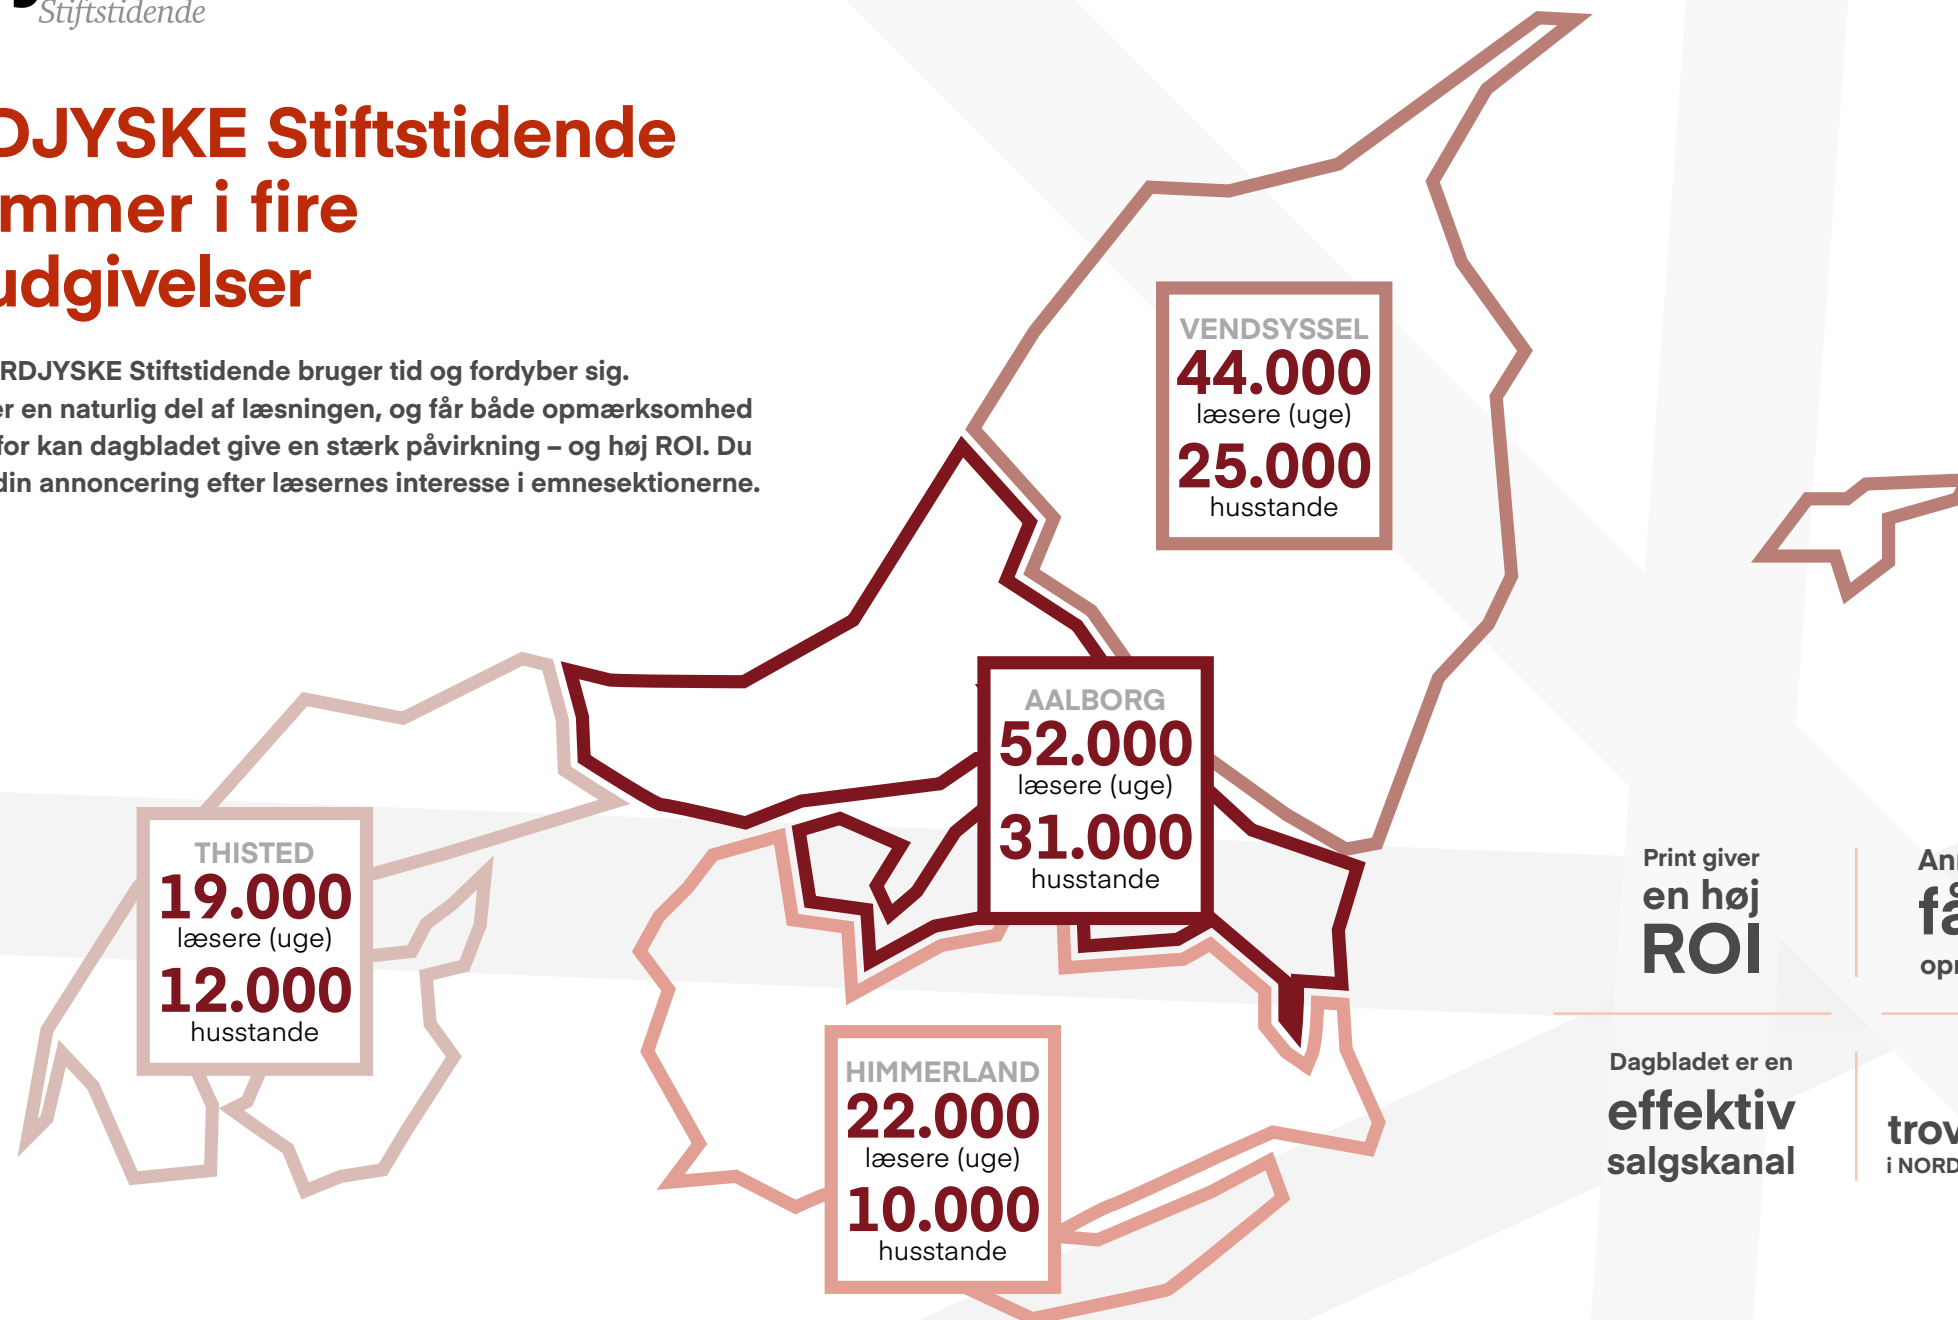 Stiftstidende
DJYSKE Stiftstidende
mmer i fire
udgivelser
RDJYSKE Stiftstidende bruger tid og fordyber sig.
er en naturlig del af læsningen, og får både opmærksomhed
for kan dagbladet give en stærk påvirkning – og høj ROI. Du
din annoncering efter læsernes interesse i emnesektionerne.
VENDSYSSEL
44.000
læsere (uge)
25.000
husstande
AALBORG
52.000
læsere (uge)
31.000
husstande
THISTED
19.000
læsere (uge)
12.000
husstande
HIMMERLAND
22.000
læsere (uge)
10.000
husstande
Print giver
en høj
ROI
Dagbladet er en
effektiv
salgskanal
få
i NORD